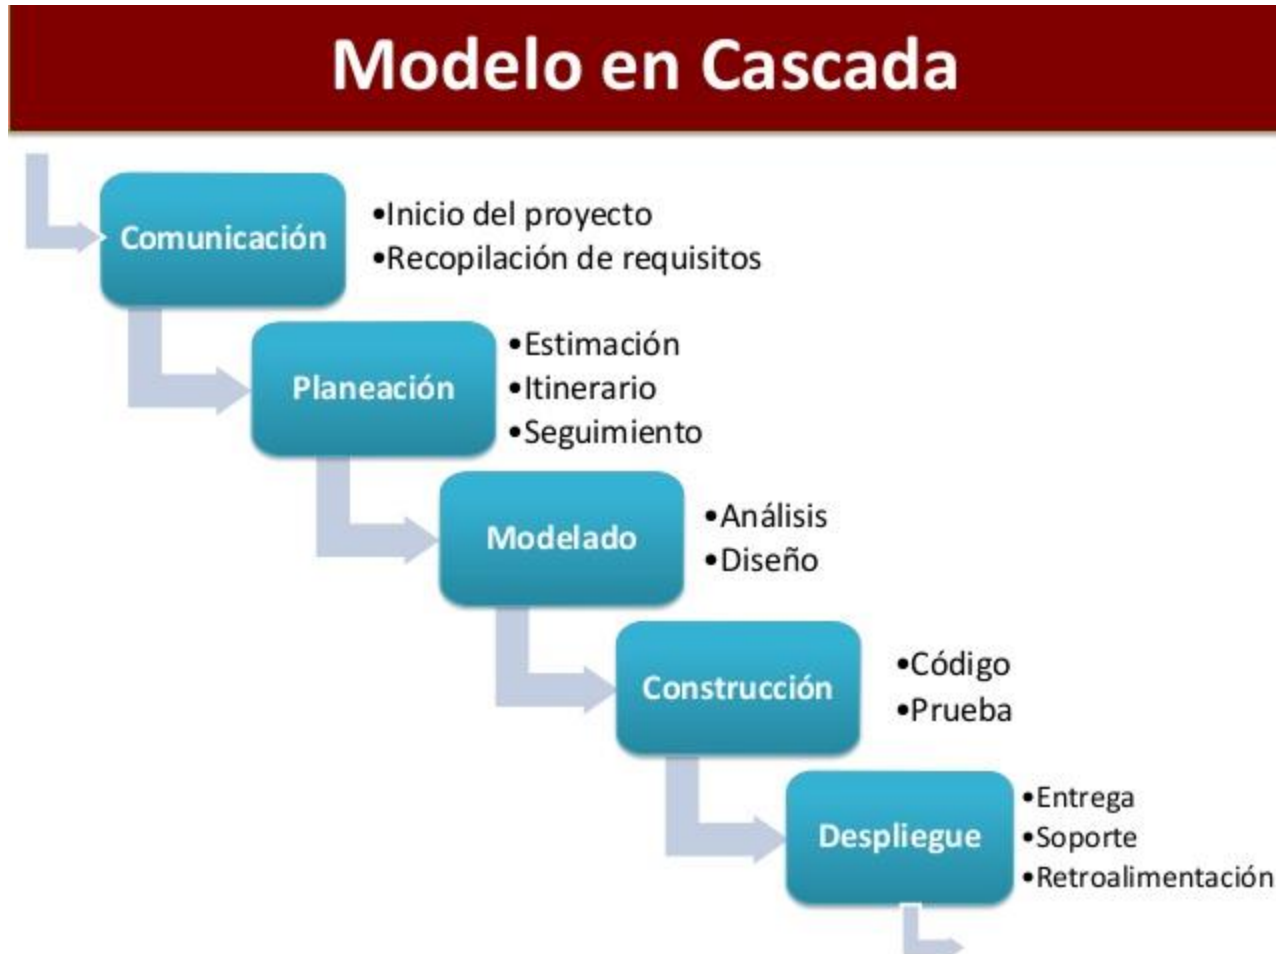 Modelo en Cascada
Comunicación
•Inicio del proyecto
•Recopilación de requisitos
Planeación
•Estimación
•Itinerario
•Seguimiento
Modelado
•Análisis
•Diseño
Construcción
•Código
•Prueba
Despliegue
•Entrega
•Soporte
•Retroalimentación